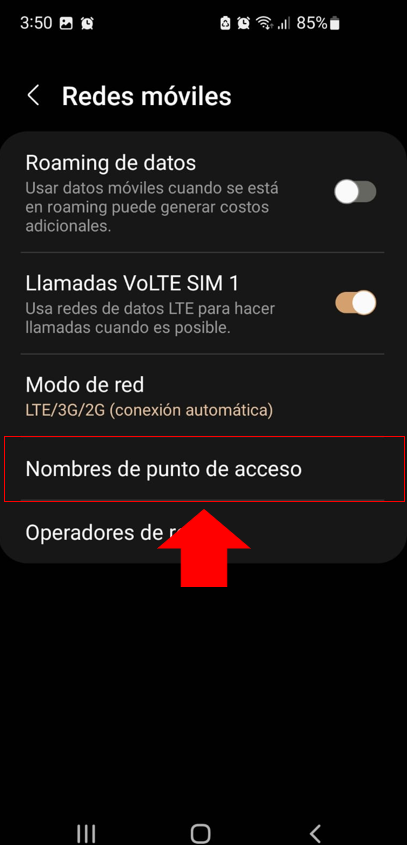 3:50 85%
Redes móviles
Roaming de datos
Usar datos móviles cuando se está
en roaming puede generar costos
adicionales.
Llamadas VoLTE SIM 1
Usa redes de datos LTE para hacer
llamadas cuando es posible.
Modo de red
LTE/3G/2G (conexión automática)
Nombres de punto de acceso
Operadores de